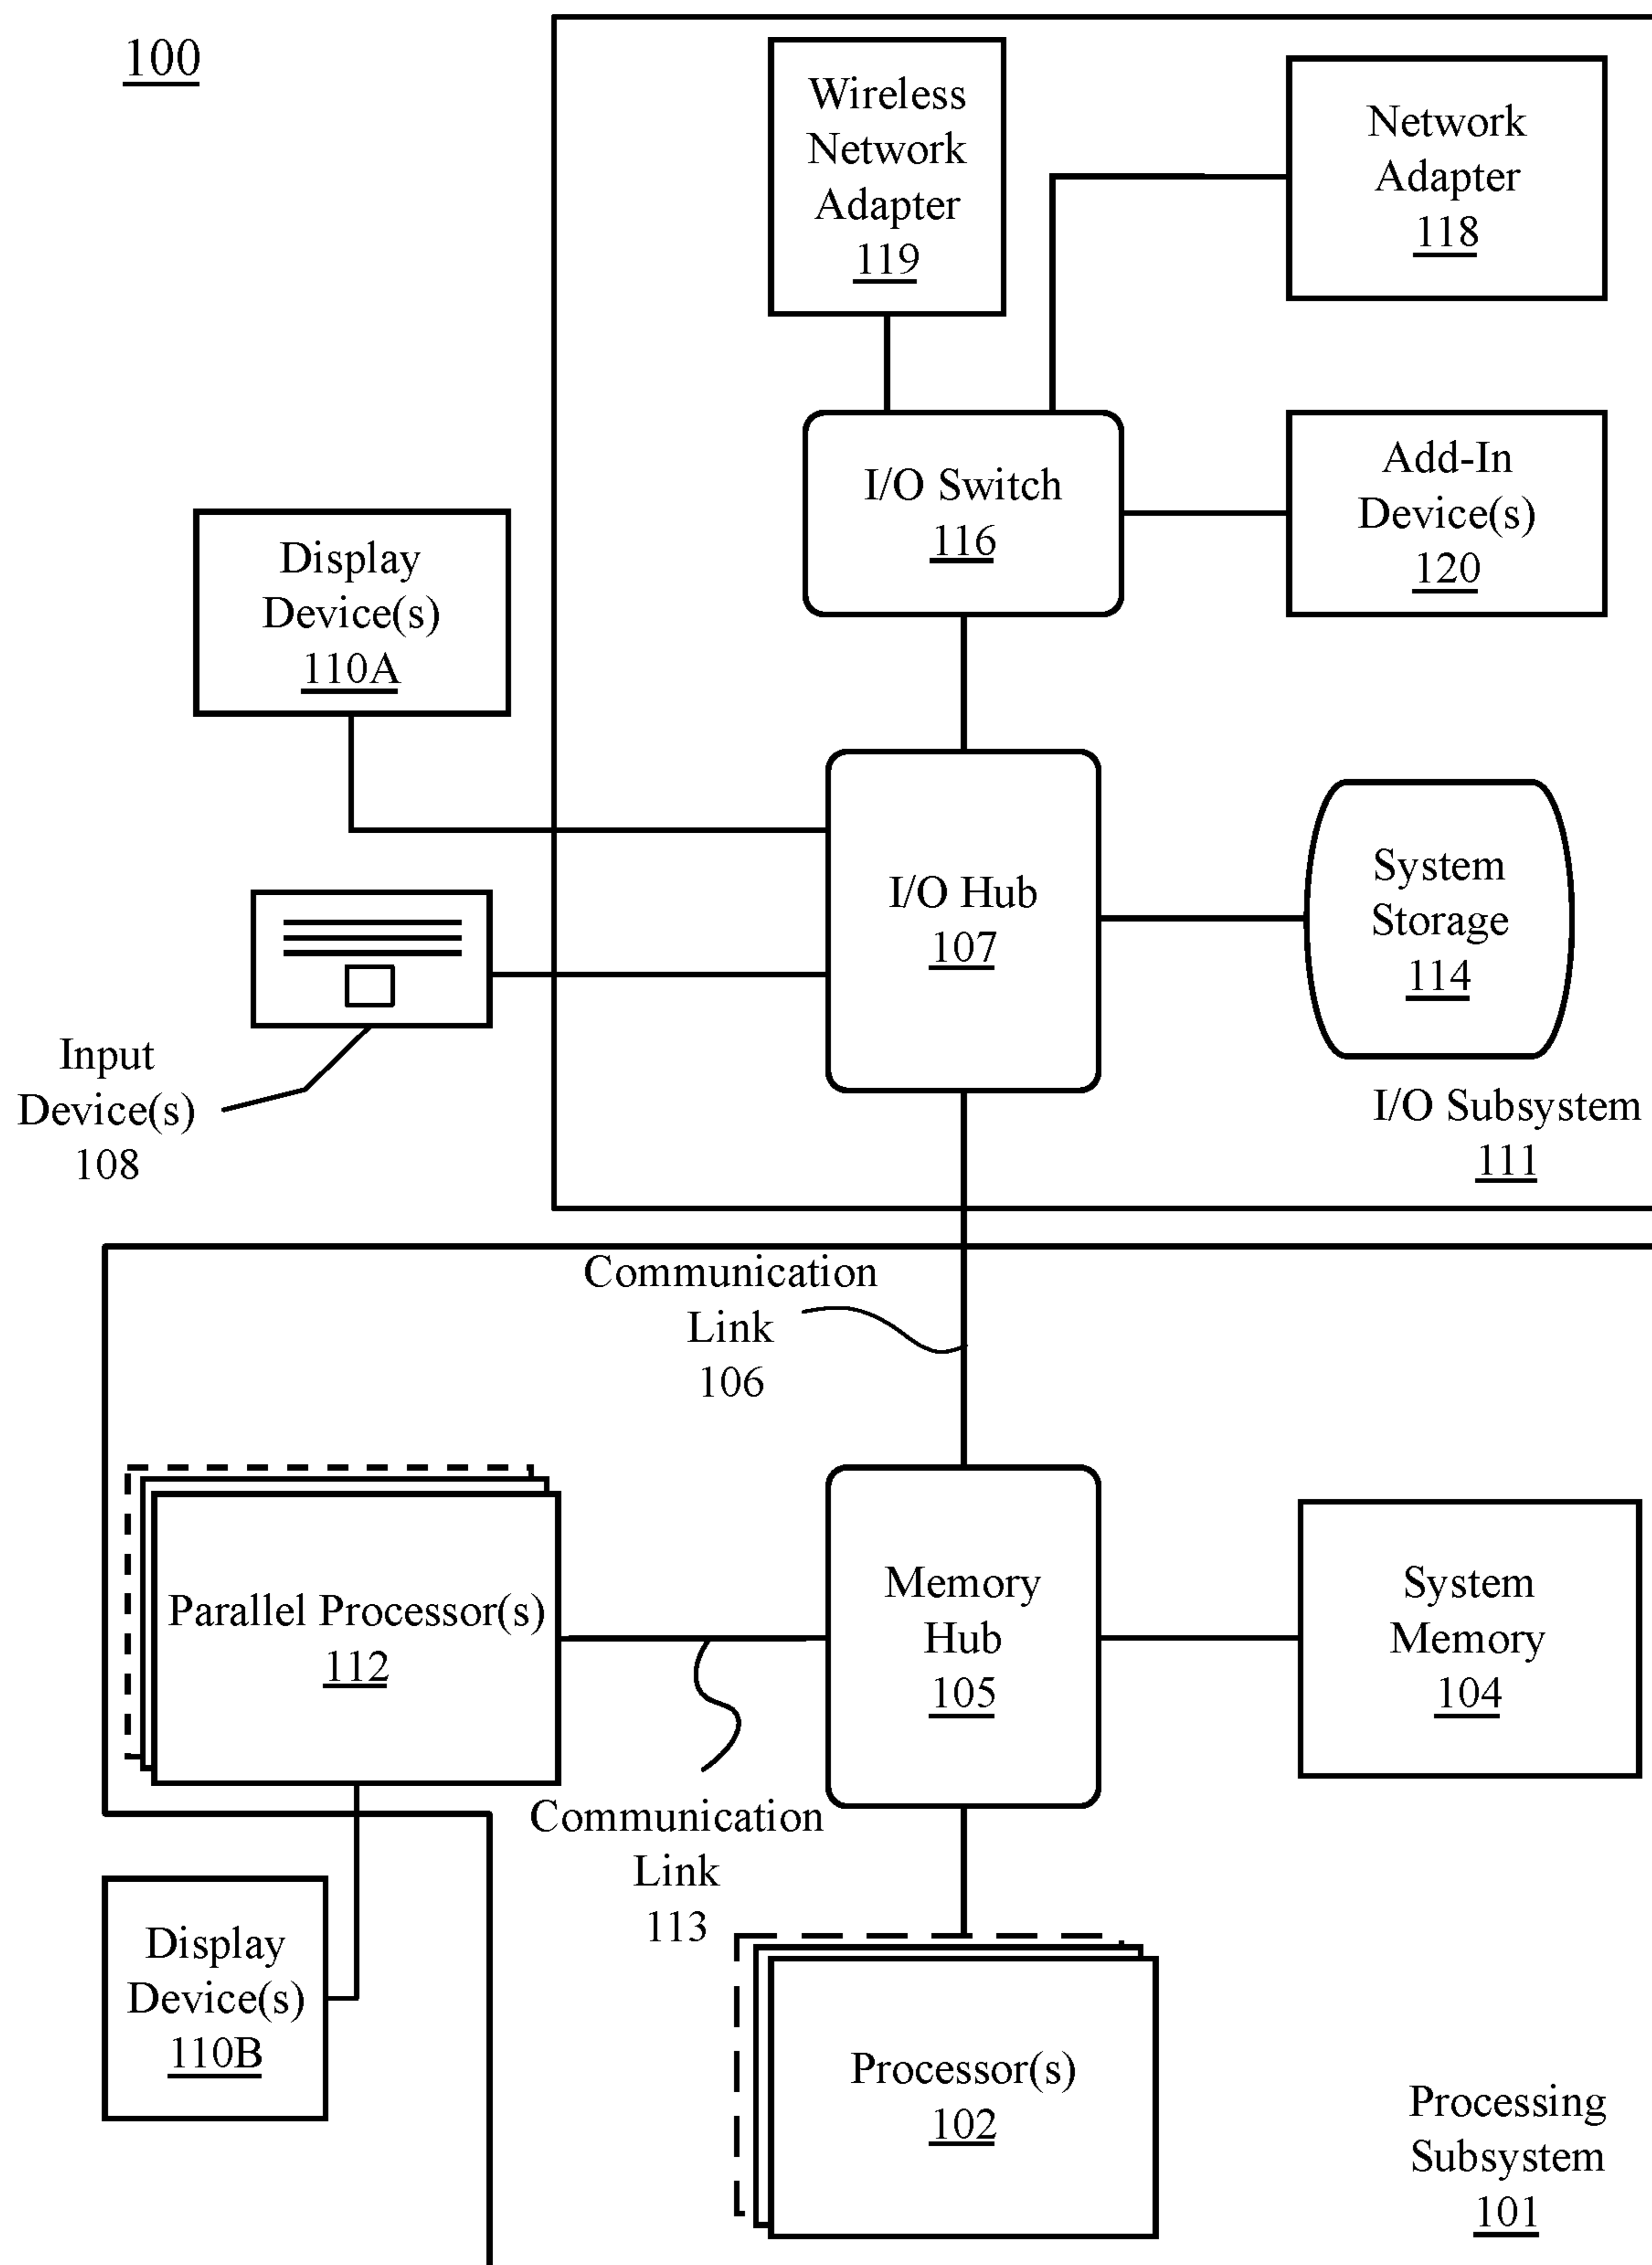 100
Wireless
Network
Adapter
119
Network
Adapter
118
I/O Switch
116
Add-In
Device(s)
120
Display
Device(s)
110A
I/O Hub
107
System
Storage
114
Input
Device(s)
108
I/O Subsystem
111
Communication
Link
106
Parallel Processor(s)
112
Memory
Hub
105
System
Memory
104
Communication
Link
113
Display
Device(s)
110B
Processor(s)
102
Processing
Subsystem
101